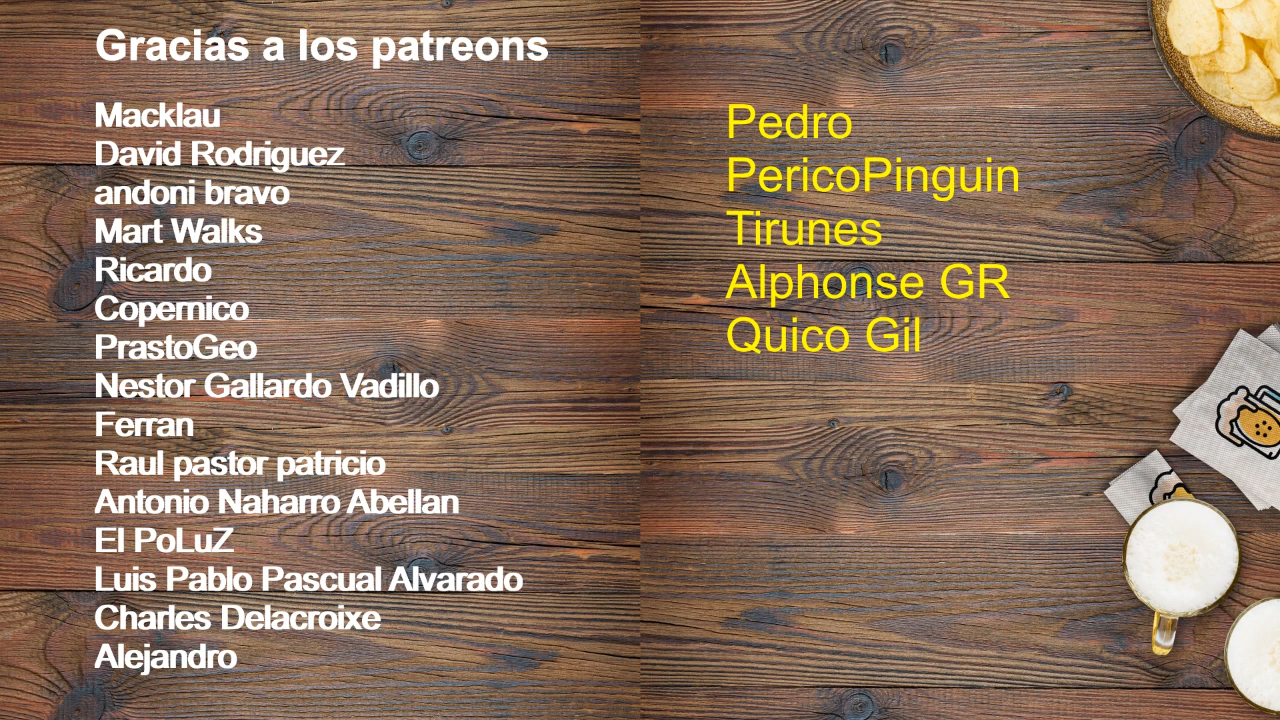 Gracias a los patreons
Macklau
David Rodriguez
andoni bravo
Mart Walks
Ricardo
Copernico
PrastoGeo
Nestor Gallardo Vadillo
Ferran
Raul pastor patricio
Antonio Naharro Abellan
El PoLuZ
Luis Pablo Pascual Alvarado
Charles Delacroixe
Alejandro
Pedro
PericoPinguin
Tirunes
Alphonse GR
Quico Gil